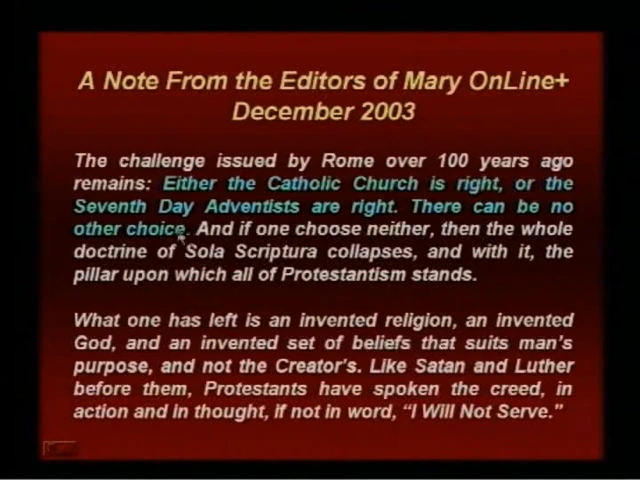 A Note From the Editors of Mary OnLine+
December 2003
The challenge issued by Rome over 100 years ago
remains: Either the Catholic Church is right, or the
Seventh Day Adventists are right. There can be no
other choice. And if one choose neither, then the whole
doctrine of Sola Scriptura collapses, and with it, the
pillar upon which all of Protestantism stands.
What one has left is an invented religion, an invented
God, and an invented set of beliefs that suits man's
purpose, and not the Creator's. Like Satan and Luther
before them, Protestants have spoken the creed, in
action and in thought, if not in word, “I Will Not Serve.”